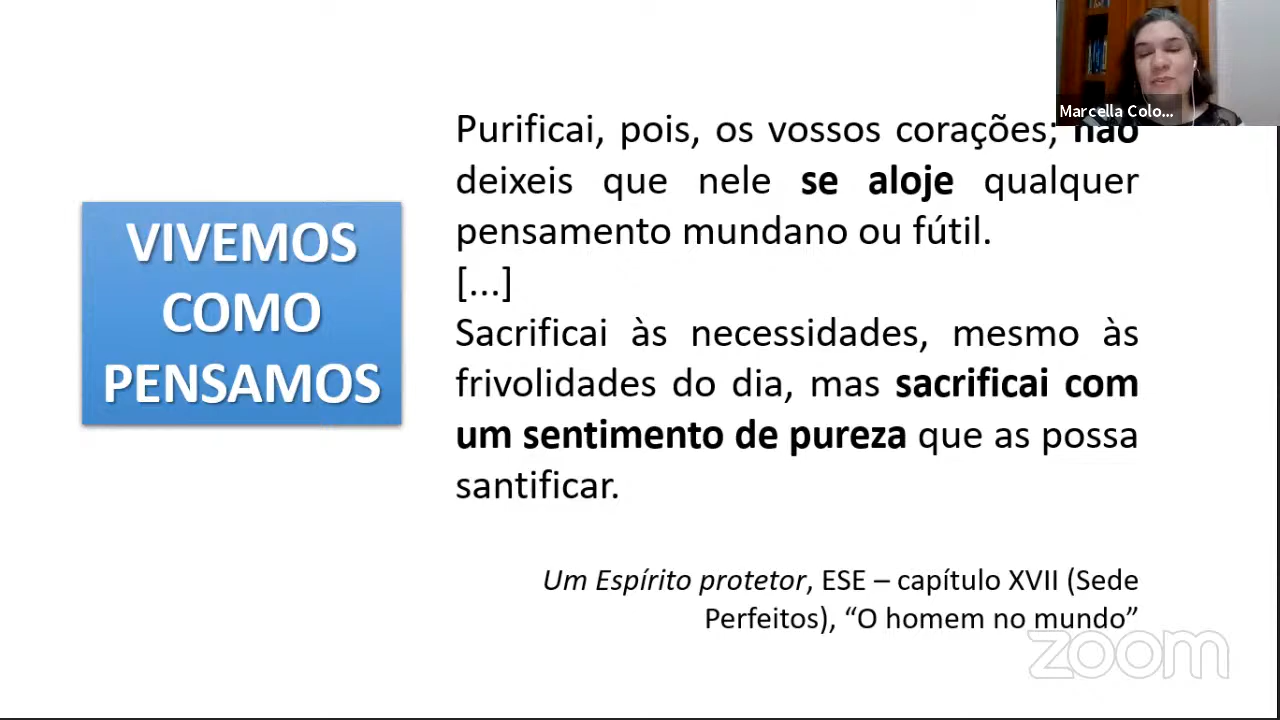 Marcella Colo...
Purificai, pois, os vossos corações; não
deixeis que nele se aloje qualquer
pensamento mundano ou fútil.
[...]
Sacrificai às necessidades, mesmo às
frivolidades do dia, mas sacrificai com
um sentimento de pureza que as possa
santificar.
VIVEMOS
COMO
PENSAMOS
Um Espírito protetor, ESE – capítulo XVII (Sede
Perfeitos), “O homem no mundo”
zoom